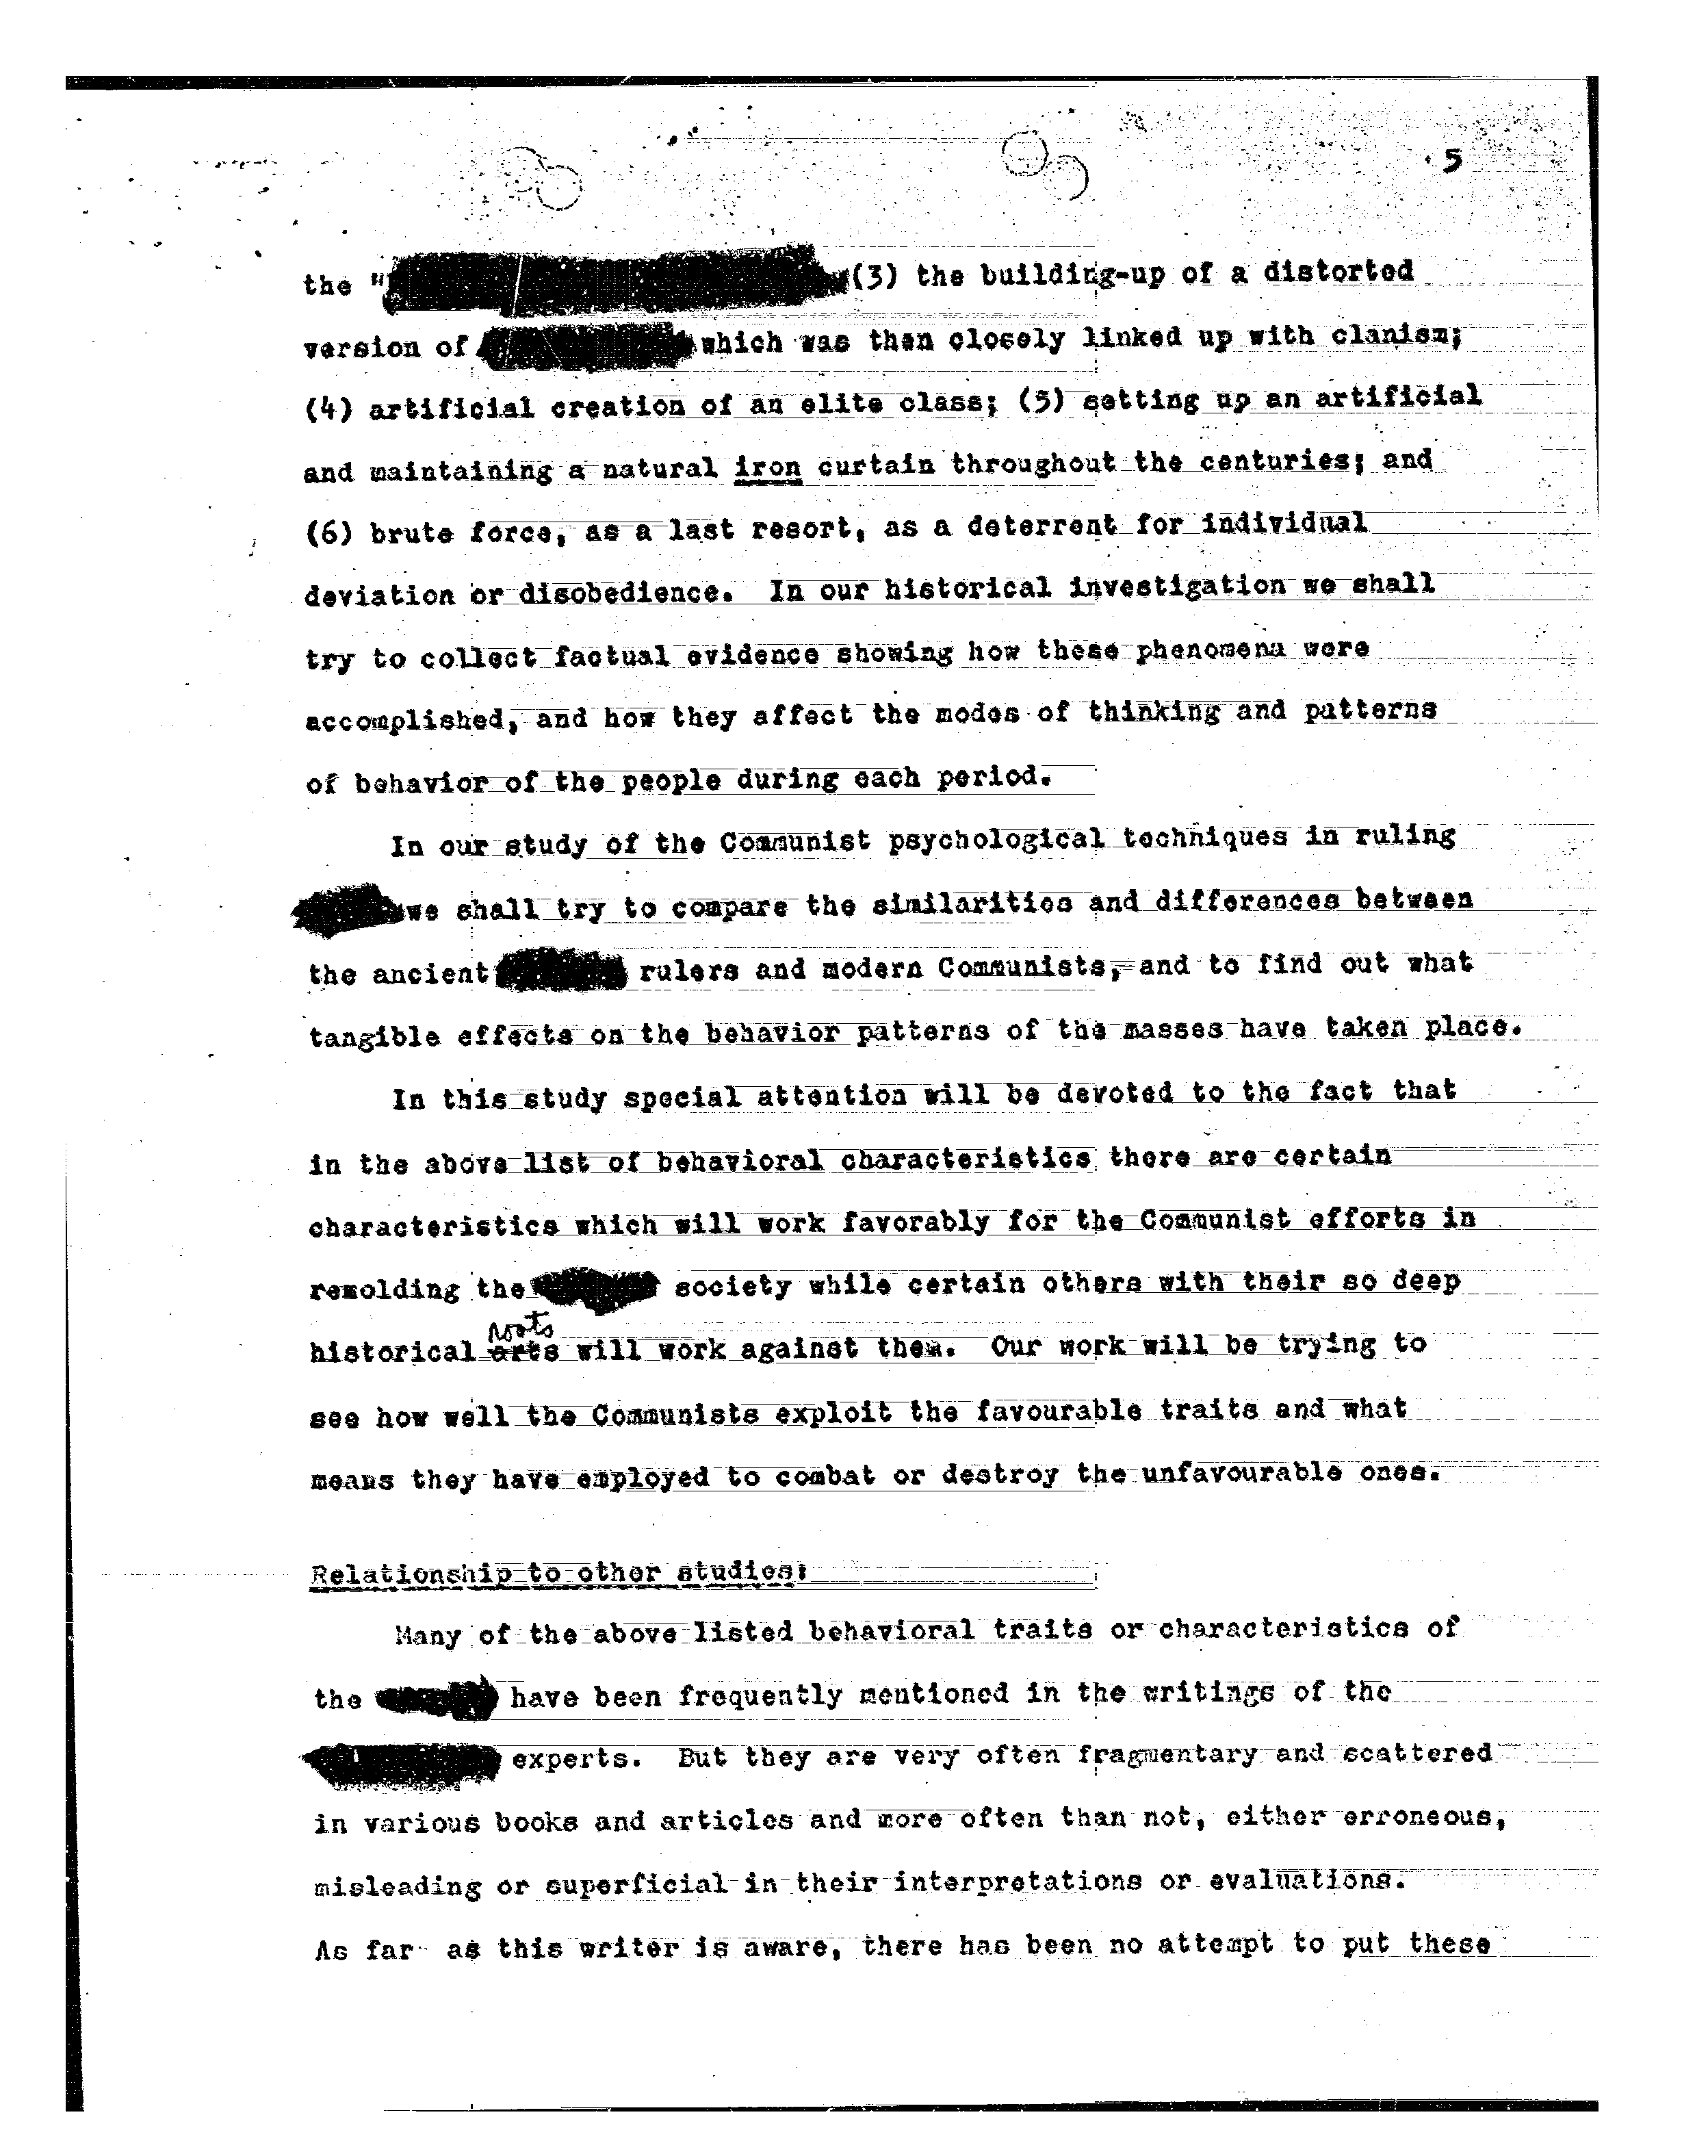 5
the " (3) the building-up of a distorted
version of which was then closely linked up with clanism;
(4) artificial creation of an elite class; (5) setting up an artificial
and maintaining a natural iron curtain throughout the centuries; and
(6) brute force, as a last resort, as a deterrent for individual
deviation or disobedience. In our historical investigation we shall
try to collect factual evidence showing how these phenomena were
accomplished, and how they affect the modes of thinking and patterns
of behavior of the people during each period.
In our study of the Communist psychological techniques in ruling
we shall try to compare the similarities and differences between
the ancient rulers and modern Communists, and to find out what
tangible effects on the behavior patterns of the masses have taken place.
In this study special attention will be devoted to the fact that
in the above list of behavioral characteristics there are certain
characteristics which will work favorably for the Communist efforts in
remolding the society while certain others with their so deep
roots
historical arts will work against them. Our work will be trying to
see how well the Communists exploit the favourable traits and what
means they have employed to combat or destroy the unfavourable ones.
Relationship to other studies:
Many of the above listed behavioral traits or characteristics of
the have been frequently mentioned in the writings of the
experts. But they are very often fragmentary and scattered
in various books and articles and more often than not, either erroneous,
misleading or superficial in their interpretations or evaluations.
As far as this writer is aware, there has been no attempt to put these